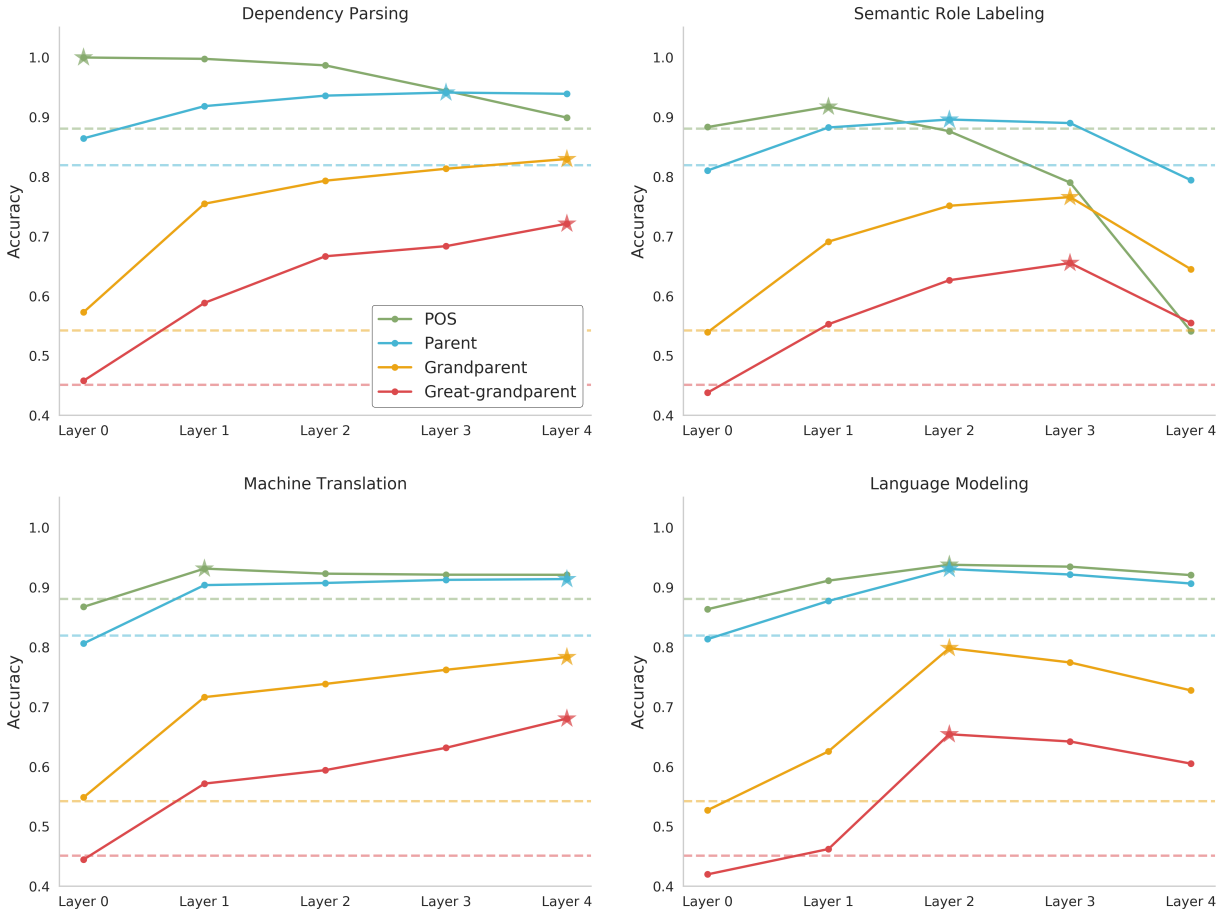 Dependency Parsing
Accuracy
1.0
0.9
0.8
0.7
0.6
0.5
0.4
Layer 0 Layer 1 Layer 2 Layer 3 Layer 4
POS
Parent
Grandparent
Great-grandparent
Semantic Role Labeling
Accuracy
1.0
0.9
0.8
0.7
0.6
0.5
0.4
Layer 0 Layer 1 Layer 2 Layer 3 Layer 4
Machine Translation
Accuracy
1.0
0.9
0.8
0.7
0.6
0.5
0.4
Layer 0 Layer 1 Layer 2 Layer 3 Layer 4
Language Modeling
Accuracy
1.0
0.9
0.8
0.7
0.6
0.5
0.4
Layer 0 Layer 1 Layer 2 Layer 3 Layer 4